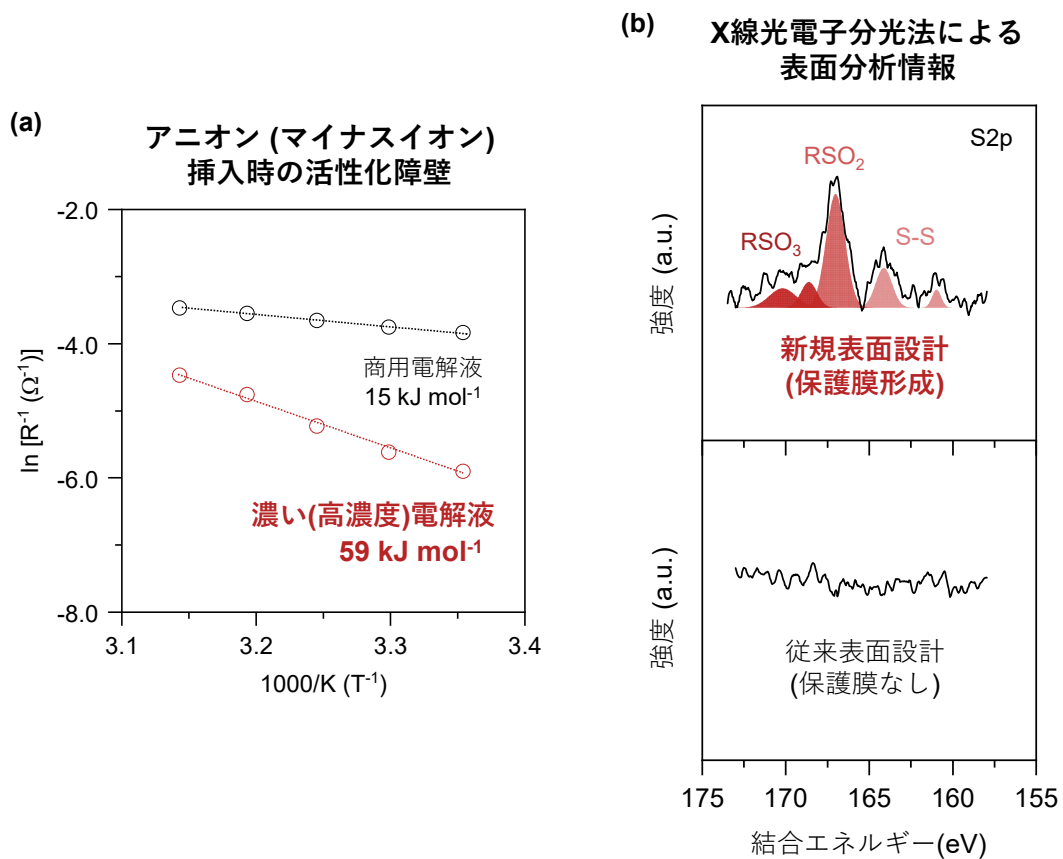 (a)
アニオン (マイナスイオン)
挿入時の活性化障壁
ln [R⁻¹ (Ω⁻¹)]
-2.0
-4.0
-6.0
-8.0
商用電解液
15 kJ mol⁻¹
濃い(高濃度)電解液
59 kJ mol⁻¹
3.1
3.2
3.3
3.4
1000/K (T⁻¹)
(b)
X線光電子分光法による
表面分析情報
S2p
RSO₂
RSO₃
S-S
強度 (a.u.)
新規表面設計
(保護膜形成)
強度 (a.u.)
従来表面設計
(保護膜なし)
175
170
165
160
155
結合エネルギー(eV)